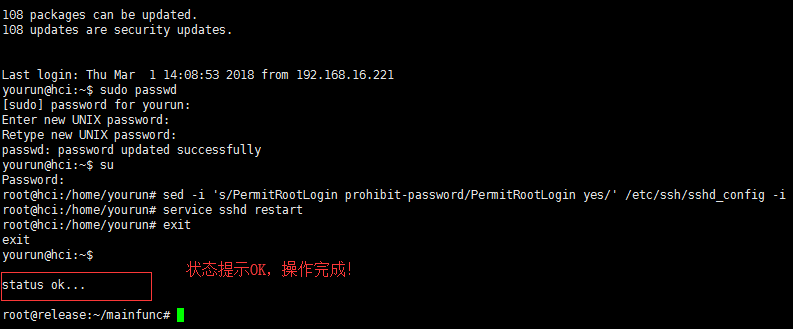 108 packages can be updated.
108 updates are security updates.
Last login: Thu Mar  1 14:08:53 2018 from 192.168.16.221
yourun@hci:~$ sudo passwd
[sudo] password for yourun:
Enter new UNIX password:
Retype new UNIX password:
passwd: password updated successfully
yourun@hci:~$ su
Password:
root@hci:/home/yourun# sed -i 's/PermitRootLogin prohibit-password/PermitRootLogin yes/' /etc/ssh/sshd_config -i
root@hci:/home/yourun# service sshd restart
root@hci:/home/yourun# exit
exit
yourun@hci:~$
状态提示OK，操作完成！
status ok...
root@release:~/mainfunc#